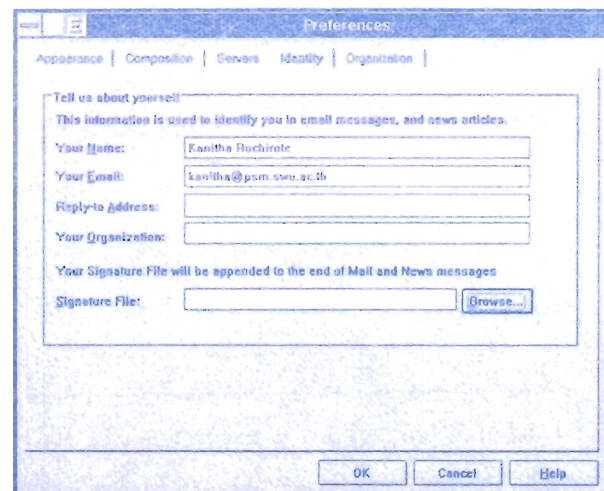 Preferences
Appearance | Composition | Servers Identity | Organization |
Tell us about yourself
This information is used to identify you in email messages, and news articles.
Your Name: Kanitha Ruchirote
Your Email: kanitha@psm.swu.ac.th
Reply-to Address:
Your Organization:
Your Signature File will be appended to the end of Mail and News messages
Signature File: Browse...
OK Cancel Help